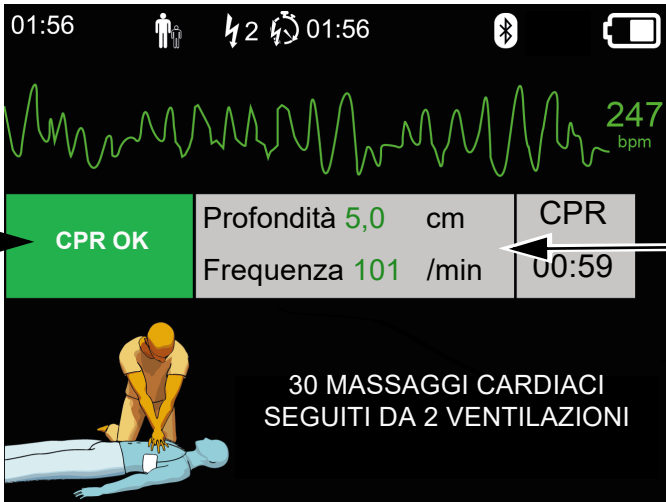 01:56 2 01:56
247
bpm
CPR OK
Profondità 5,0 cm
Frequenza 101 /min
CPR
00:59
30 MASSAGGI CARDIACI
SEGUITI DA 2 VENTILAZIONI